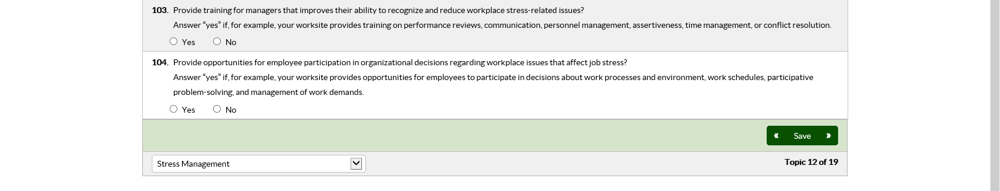 103. Provide training for managers that improves their ability to recognize and reduce workplace stress-related issues?
Answer “yes” if, for example, your worksite provides training on performance reviews, communication, personnel management, assertiveness, time management, or conflict resolution.
Yes No
104. Provide opportunities for employee participation in organizational decisions regarding workplace issues that affect job stress?
Answer “yes” if, for example, your worksite provides opportunities for employees to participate in decisions about work processes and environment, work schedules, participative
problem-solving, and management of work demands.
Yes No
« Save »
Stress Management Topic 12 of 19